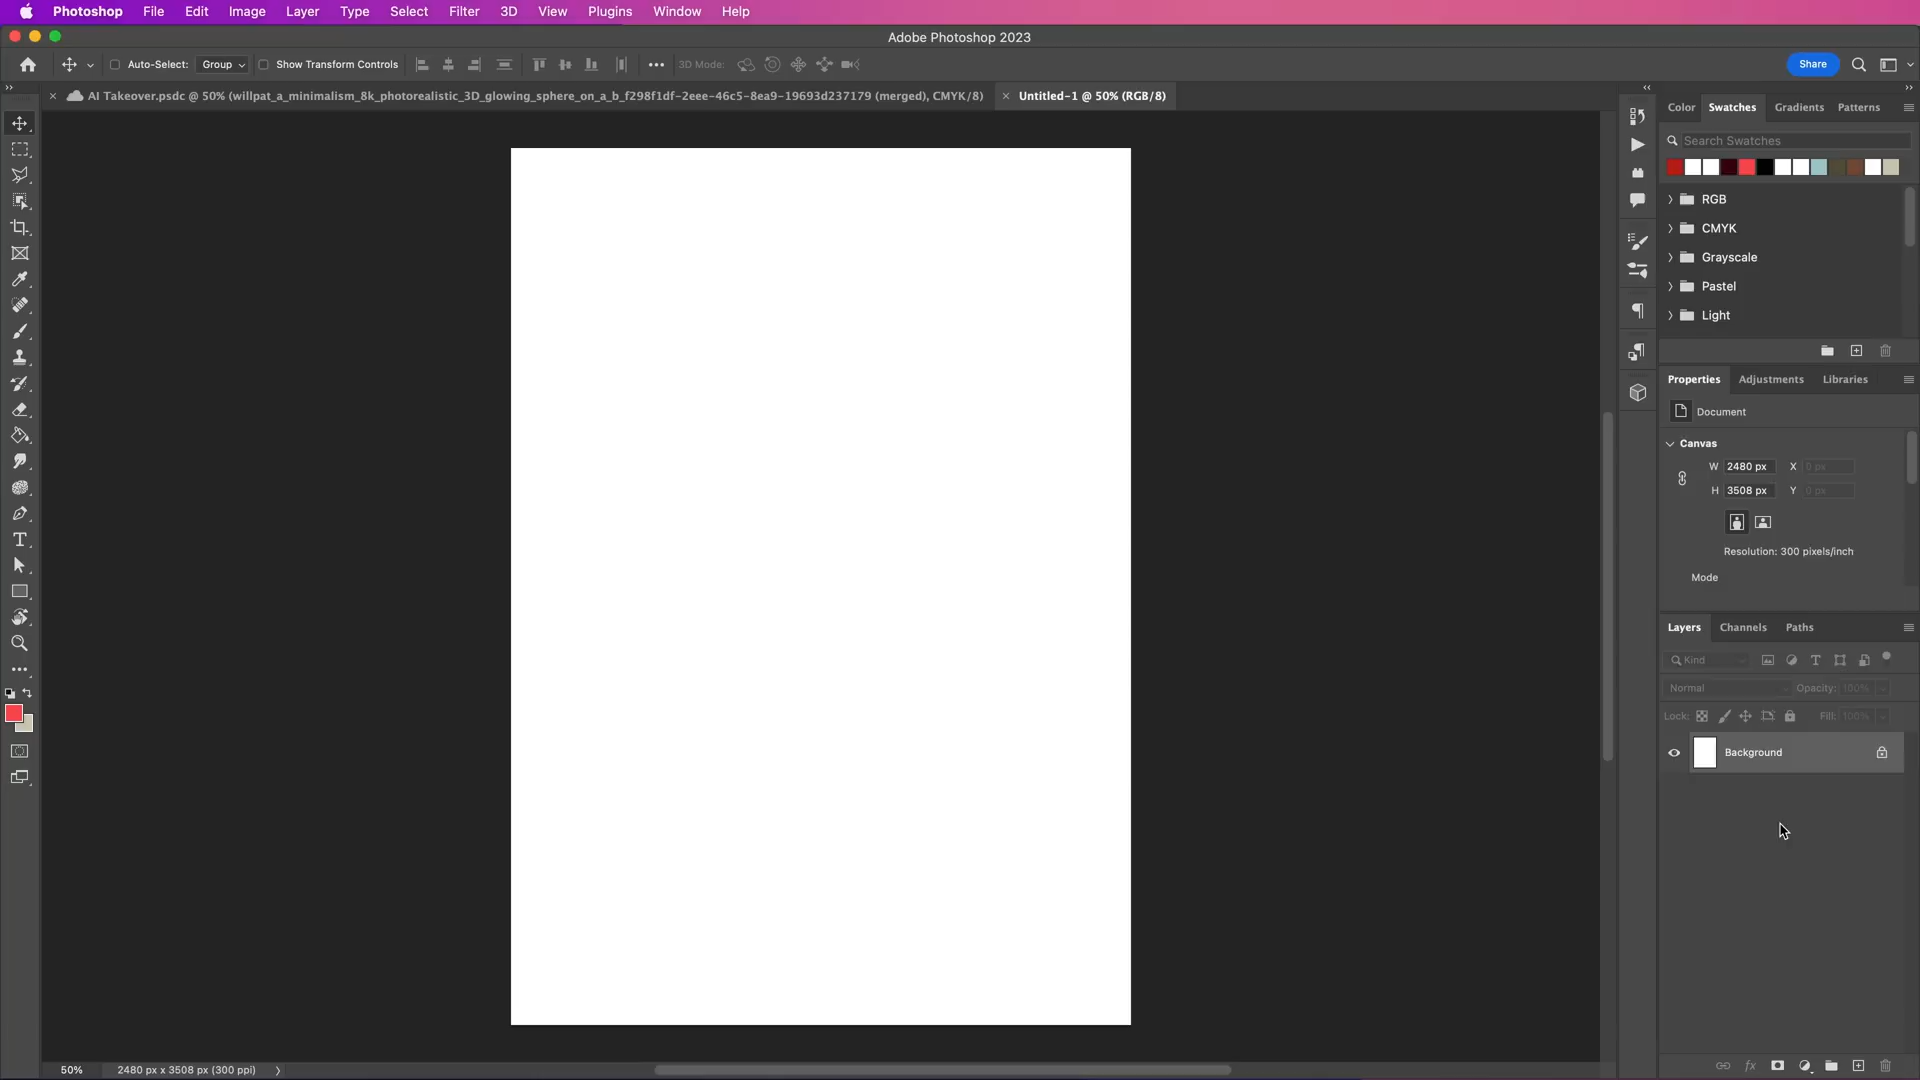 Photoshop File Edit Image Layer Type Select Filter 3D View Plugins Window Help
Adobe Photoshop 2023
Auto-Select: Group Show Transform Controls 3D Mode: Share
AI Takeover.psdc @ 50% (willpat_a_minimalism_8k_photorealistic_3D_glowing_sphere_on_a_b_f298f1df-2eee-46c5-8ea9-19693d237179 (merged), CMYK/8) Untitled-1 @ 50% (RGB/8)
Color Swatches Gradients Patterns
Search Swatches
RGB
CMYK
Grayscale
Pastel
Light
Properties Adjustments Libraries
Document
Canvas
W 2480 px X 0 px
H 3508 px Y 0 px
Resolution: 300 pixels/inch
Mode
Layers Channels Paths
Kind
Normal Opacity: 100%
Lock: Fill: 100%
Background
50% 2480 px x 3508 px (300 ppi)